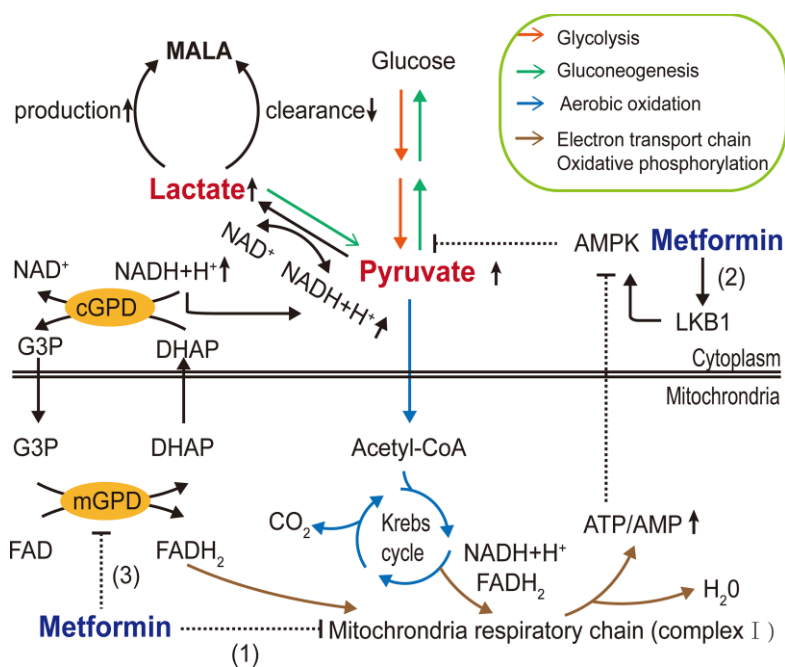 MALA
production
clearance
Lactate
Glucose
Glycolysis
Gluconeogenesis
Aerobic oxidation
Electron transport chain
Oxidative phosphorylation
NAD⁺
NADH+H⁺
Pyruvate
AMPK
Metformin
(2)
LKB1
NAD⁺
NADH+H⁺
cGPD
G3P
DHAP
Cytoplasm
Mitochrondria
G3P
DHAP
mGPD
FAD
FADH₂
(3)
Metformin
(1)
Acetyl-CoA
CO₂
Krebs
cycle
NADH+H⁺
FADH₂
ATP/AMP
H₂0
Mitochrondria respiratory chain (complex Ⅰ)